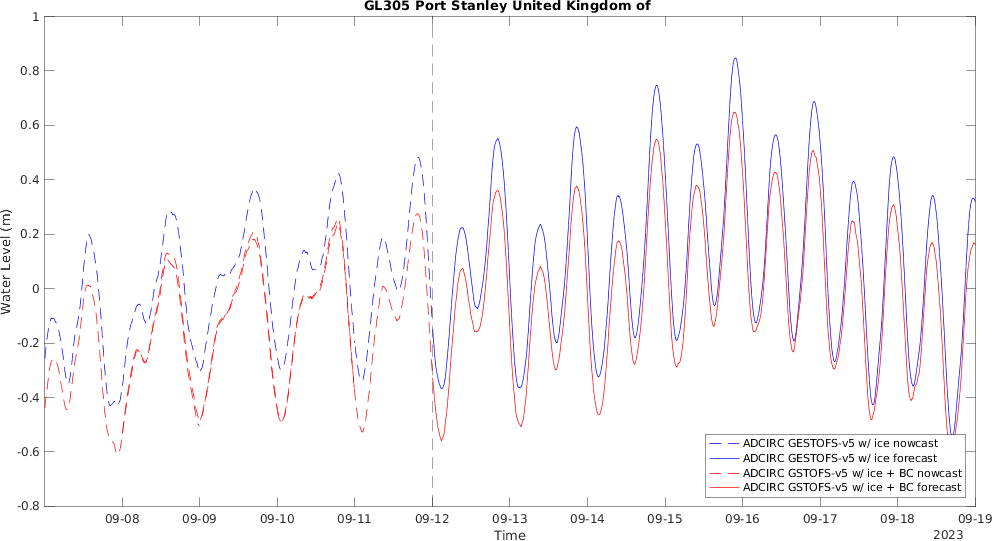 GL305 Port Stanley United Kingdom of
Water Level (m)
1
0.8
0.6
0.4
0.2
0
-0.2
-0.4
-0.6
-0.8
ADCIRC GESTOFS-v5 w/ ice nowcast
ADCIRC GESTOFS-v5 w/ ice forecast
ADCIRC GSTOFS-v5 w/ ice + BC nowcast
ADCIRC GSTOFS-v5 w/ ice + BC forecast
09-08 09-09 09-10 09-11 09-12 09-13 09-14 09-15 09-16 09-17 09-18 09-19
Time
2023